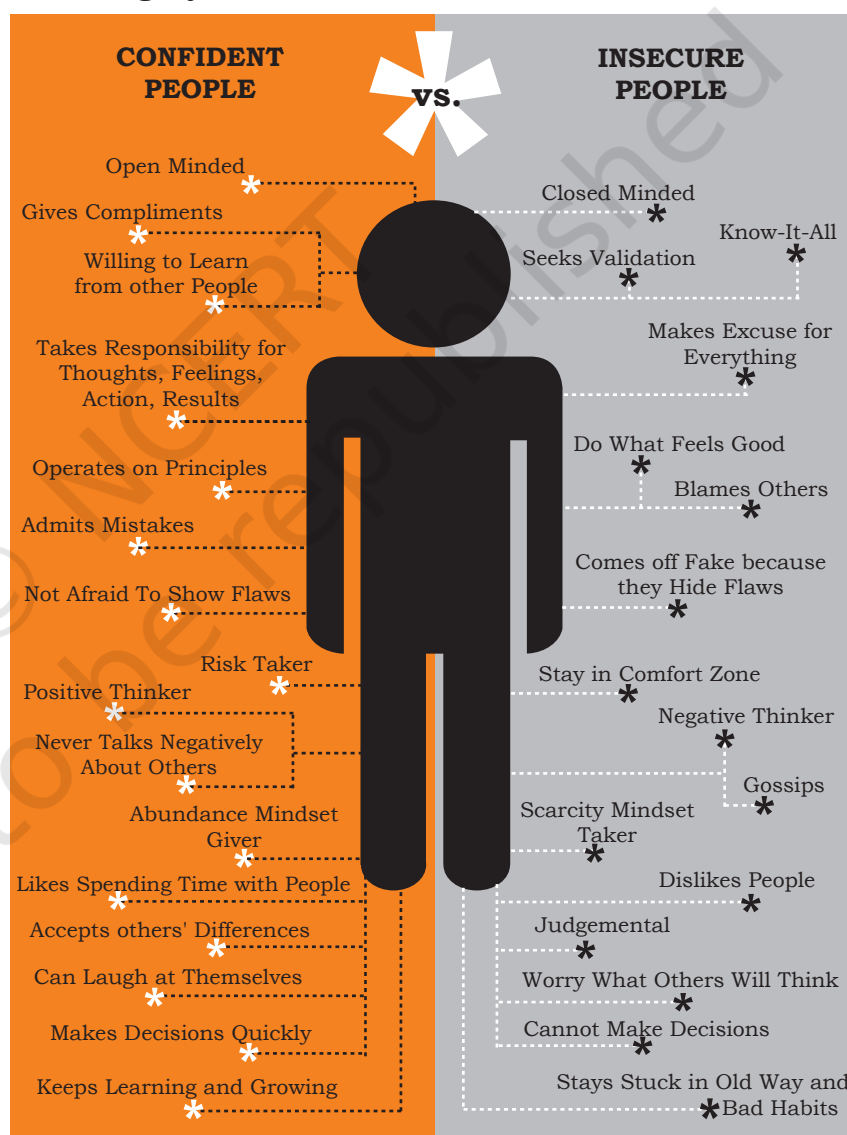 CONFIDENT
PEOPLE
vs.
INSECURE
PEOPLE
Open Minded
Gives Compliments
Willing to Learn
from other People
Takes Responsibility for
Thoughts, Feelings,
Action, Results
Operates on Principles
Admits Mistakes
Not Afraid To Show Flaws
Risk Taker
Positive Thinker
Never Talks Negatively
About Others
Abundance Mindset
Giver
Likes Spending Time with People
Accepts others' Differences
Can Laugh at Themselves
Makes Decisions Quickly
Keeps Learning and Growing
Closed Minded
Know-It-All
Seeks Validation
Makes Excuse for
Everything
Do What Feels Good
Blames Others
Comes off Fake because
they Hide Flaws
Stay in Comfort Zone
Negative Thinker
Gossips
Scarcity Mindset
Taker
Dislikes People
Judgemental
Worry What Others Will Think
Cannot Make Decisions
Stays Stuck in Old Way and
Bad Habits
© NCERT
to be republished